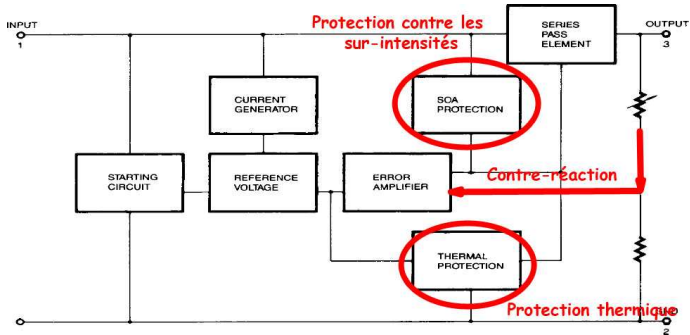 INPUT
1
Protection contre les
sur-intensités
SERIES
PASS
ELEMENT
OUTPUT
3
CURRENT
GENERATOR
SOA
PROTECTION
STARTING
CIRCUIT
REFERENCE
VOLTAGE
ERROR
AMPLIFIER
Contre-réaction
THERMAL
PROTECTION
Protection thermique
2